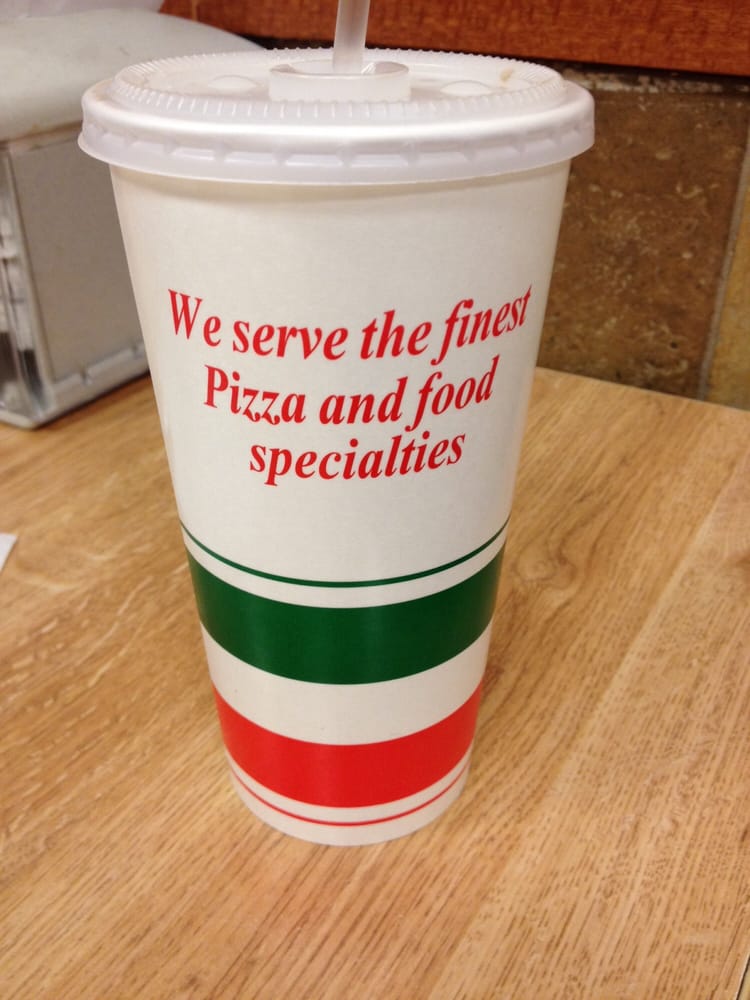 We serve the finest
Pizza and food
specialties